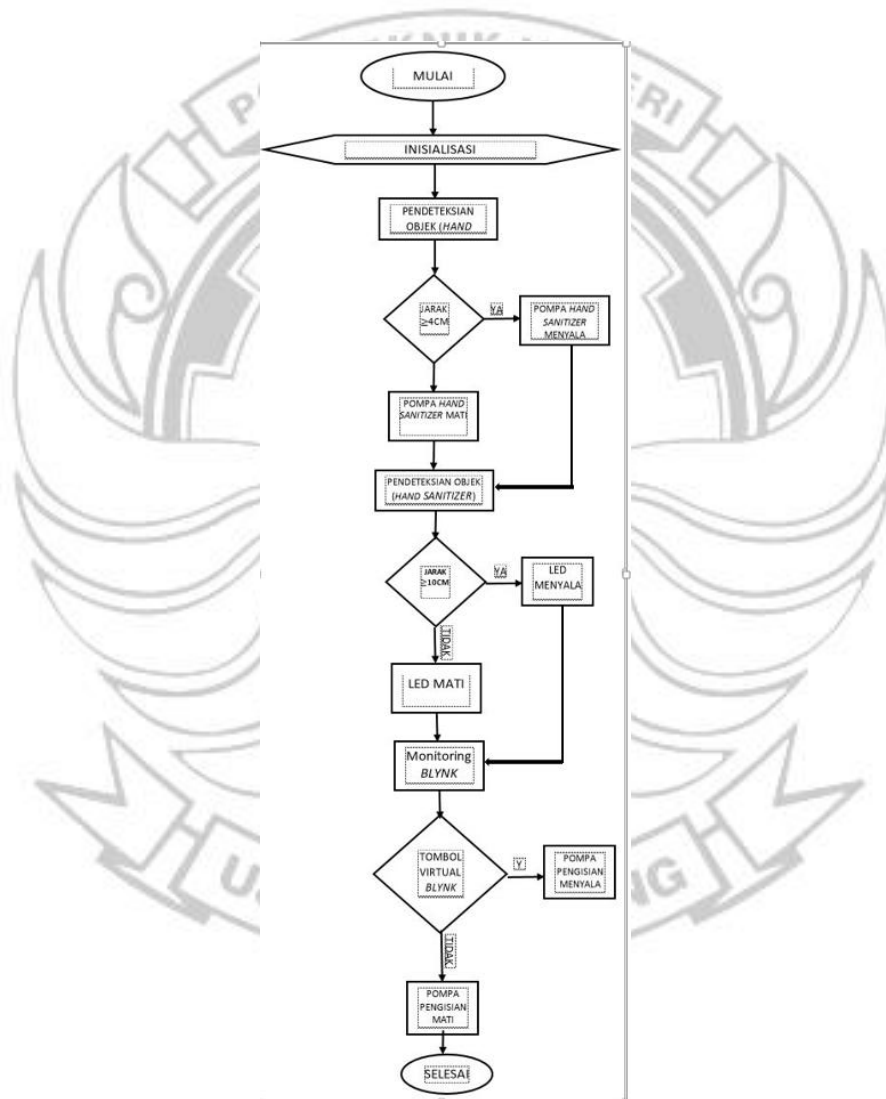 MULAI
INISIALISASI
PENDETEKSIAN
OBJEK (HAND
JARAK
≥4CM
YA
POMPA HAND
SANITIZER
MENYALA
POMPA HAND
SANITIZER MATI
PENDETEKSIAN OBJEK
(HAND SANITIZER)
JARAK
≥10CM
YA
LED
MENYALA
TIDAK
LED MATI
Monitoring
BLYNK
TOMBOL
VIRTUAL
BLYNK
Y
POMPA
PENGISIAN
MENYALA
TIDAK
POMPA
PENGISIAN
MATI
SELESAI